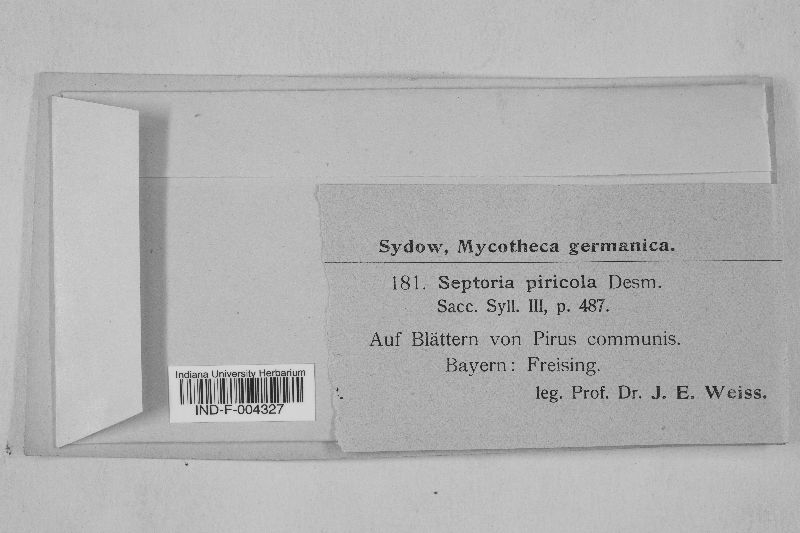 Sydow, Mycotheca germanica.
181. Septoria piricola Desm.
Sacc. Syll. III, p. 487.
Auf Blättern von Pirus communis.
Bayern: Freising.
leg. Prof. Dr. J. E. Weiss.
Indiana University Herbarium
IND-F-004327